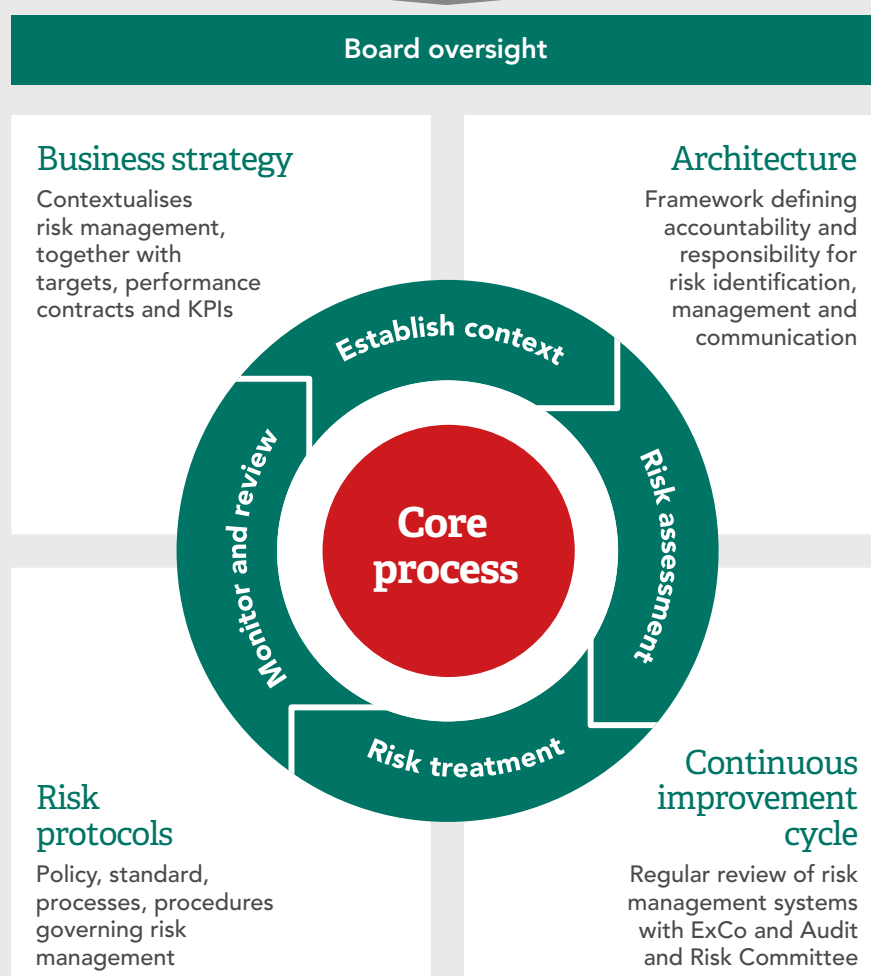 Board oversight
Business strategy
Contextualises
risk management,
together with
targets, performance
contracts and KPIs
Architecture
Framework defining
accountability and
responsibility for
risk identification,
management and
communication
Establish context
Risk assessment
Risk treatment
Monitor and review
Core
process
Risk
protocols
Policy, standard,
processes, procedures
governing risk
management
Continuous
improvement
cycle
Regular review of risk
management systems
with ExCo and Audit
and Risk Committee